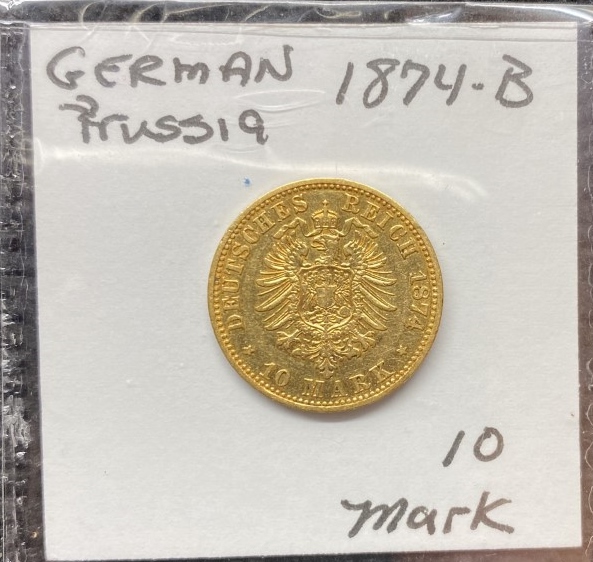 GERMAN 1874-B
Prussia
DEUTSCHES REICH 1874
* 10 MARK *
10
mark